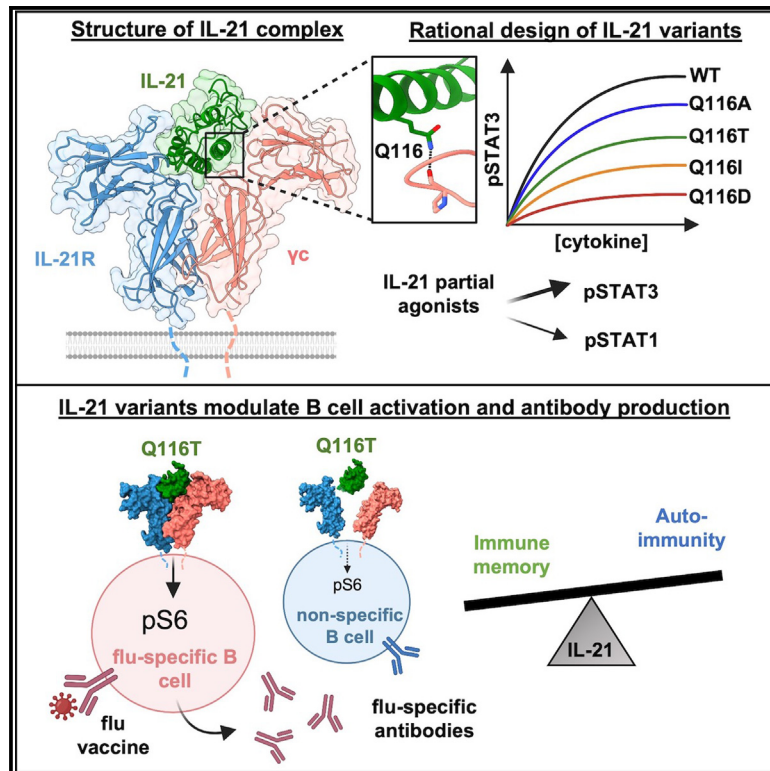 Structure of IL-21 complex
IL-21
IL-21R
γc
Rational design of IL-21 variants
Q116
pSTAT3
WT
Q116A
Q116T
Q116I
Q116D
[cytokine]
IL-21 partial
agonists
pSTAT3
pSTAT1
IL-21 variants modulate B cell activation and antibody production
Q116T
pS6
flu-specific B
cell
flu
vaccine
Q116T
pS6
non-specific
B cell
flu-specific
antibodies
Immune
memory
Auto-
immunity
IL-21